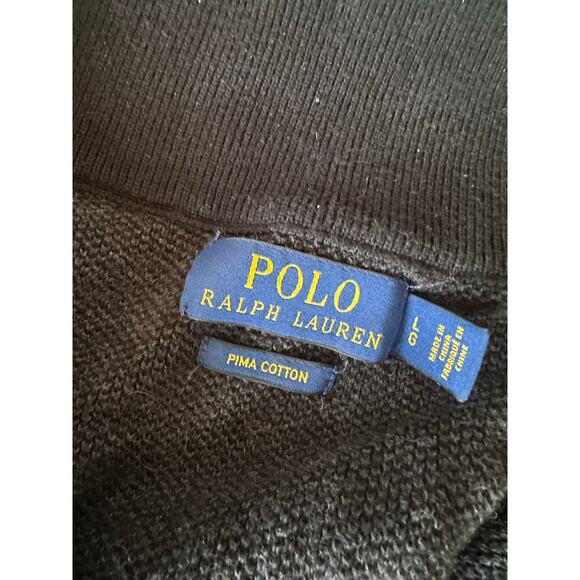 POLO
RALPH LAUREN
PIMA COTTON
L
G
MADE IN
CHINA
FABRIQUÉ EN
CHINE